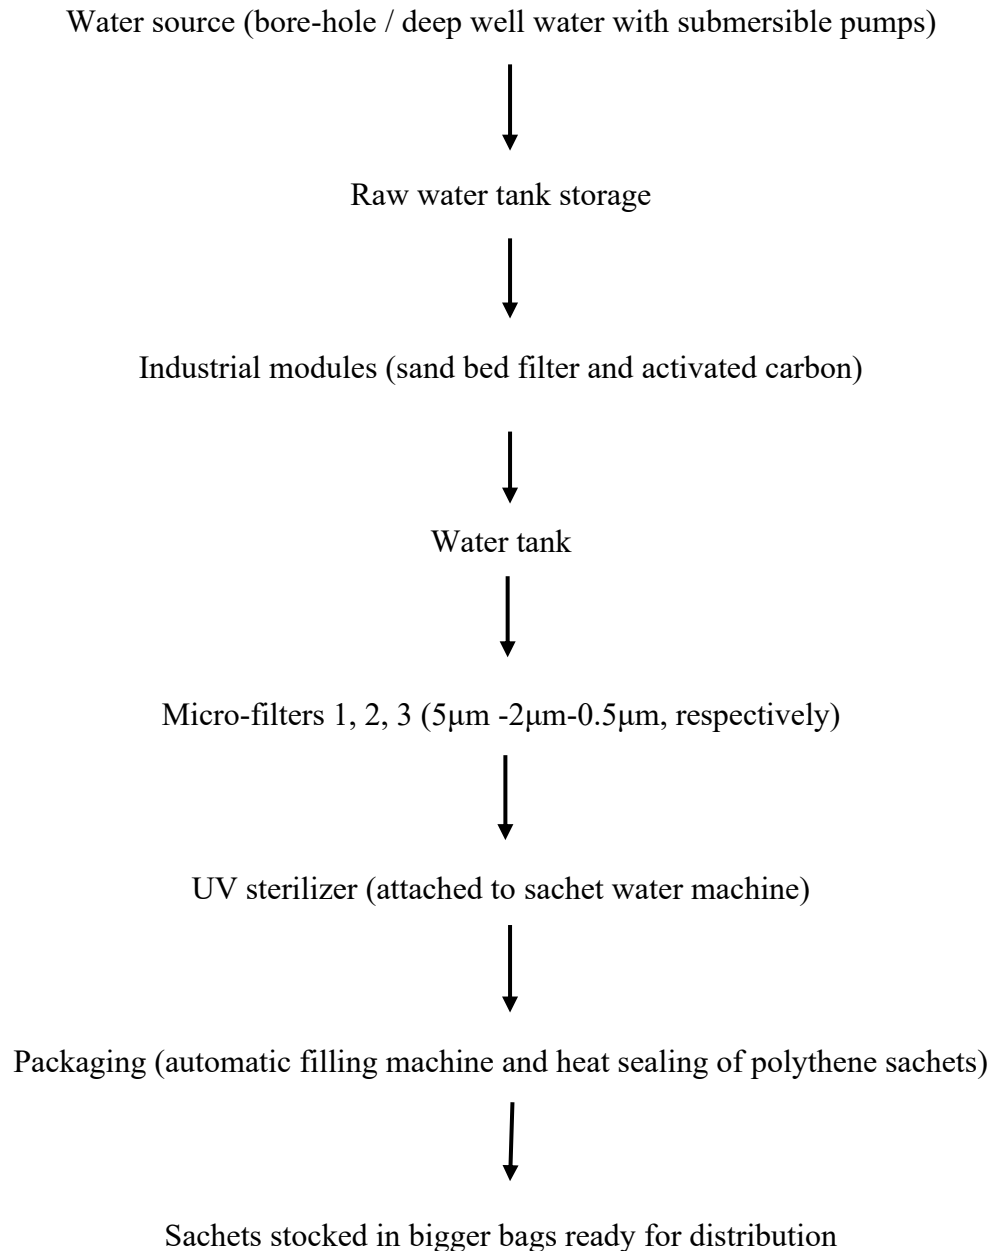 Water source (bore-hole / deep well water with submersible pumps)
Raw water tank storage
Industrial modules (sand bed filter and activated carbon)
Water tank
Micro-filters 1, 2, 3 (5μm -2μm-0.5μm, respectively)
UV sterilizer (attached to sachet water machine)
Packaging (automatic filling machine and heat sealing of polythene sachets)
Sachets stocked in bigger bags ready for distribution